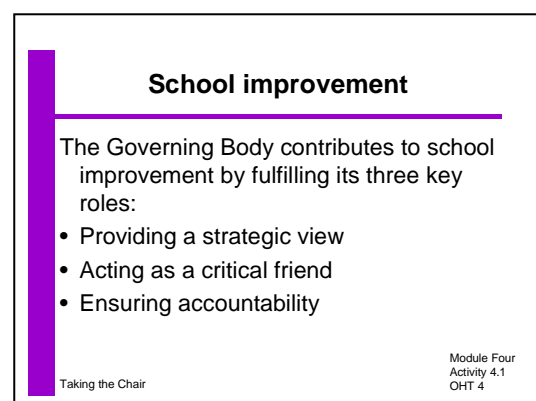 School improvement
The Governing Body contributes to school
improvement by fulfilling its three key
roles:
• Providing a strategic view
• Acting as a critical friend
• Ensuring accountability
Taking the Chair
Module Four
Activity 4.1
OHT 4